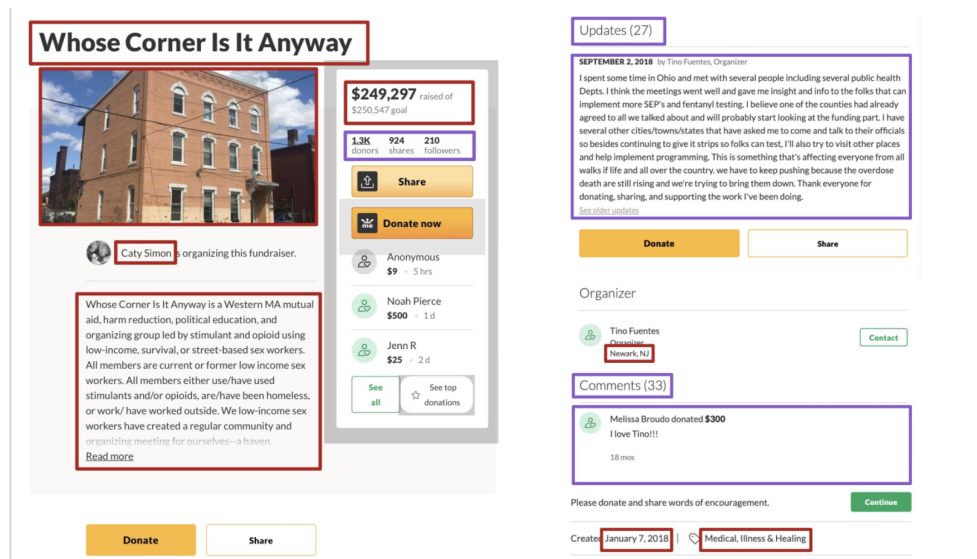 Whose Corner Is It Anyway
$249,297 raised of
$250,547 goal
1.3K 924 210
donors shares followers
Share
me
Donate now
Caty Simon is organizing this fundraiser.
Anonymous
$9 • 5 hrs
Noah Pierce
$500 • 1 d
Jenn R
$25 • 2 d
See all
See top donations
Whose Corner Is It Anyway is a Western MA mutual
aid, harm reduction, political education, and
organizing group led by stimulant and opioid using
low-income, survival, or street-based sex workers.
All members are current or former low income sex
workers. All members either use/have used
stimulants and/or opioids, are/have been homeless,
or work/ have worked outside. We low-income sex
workers have created a regular community and
organizing meeting for ourselves--a haven.
Read more
Donate
Share
Updates (27)
SEPTEMBER 2, 2018 by Tino Fuentes, Organizer
I spent some time in Ohio and met with several people including several public health
Depts. I think the meetings went well and gave me insight and info to the folks that can
implement more SEP's and fentanyl testing. I believe one of the counties had already
agreed to all we talked about and will probably start looking at the funding part. I have
several other cities/towns/states that have asked me to come and talk to their officials
so besides continuing to give it strips so folks can test, I'll also try to visit other places
and help implement programming. This is something that's affecting everyone from all
walks if life and all over the country. we have to keep pushing because the overdose
death are still rising and we're trying to bring them down. Thank everyone for
donating, sharing, and supporting the work I've been doing.
See older updates
Donate
Share
Organizer
Tino Fuentes
Organizer
Newark, NJ
Contact
Comments (33)
Melissa Broudo donated $300
I love Tino!!!
18 mos
Please donate and share words of encouragement.
Continue
Created January 7, 2018 | Medical, Illness & Healing